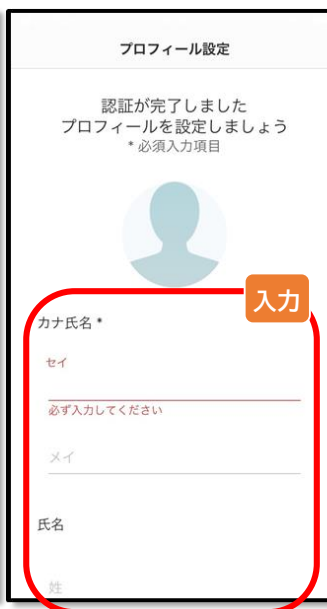 プロフィール設定
認証が完了しました
プロフィールを設定しましょう
* 必須入力項目
入力
カナ氏名 *
セイ
必ず入力してください
メイ
氏名
姓